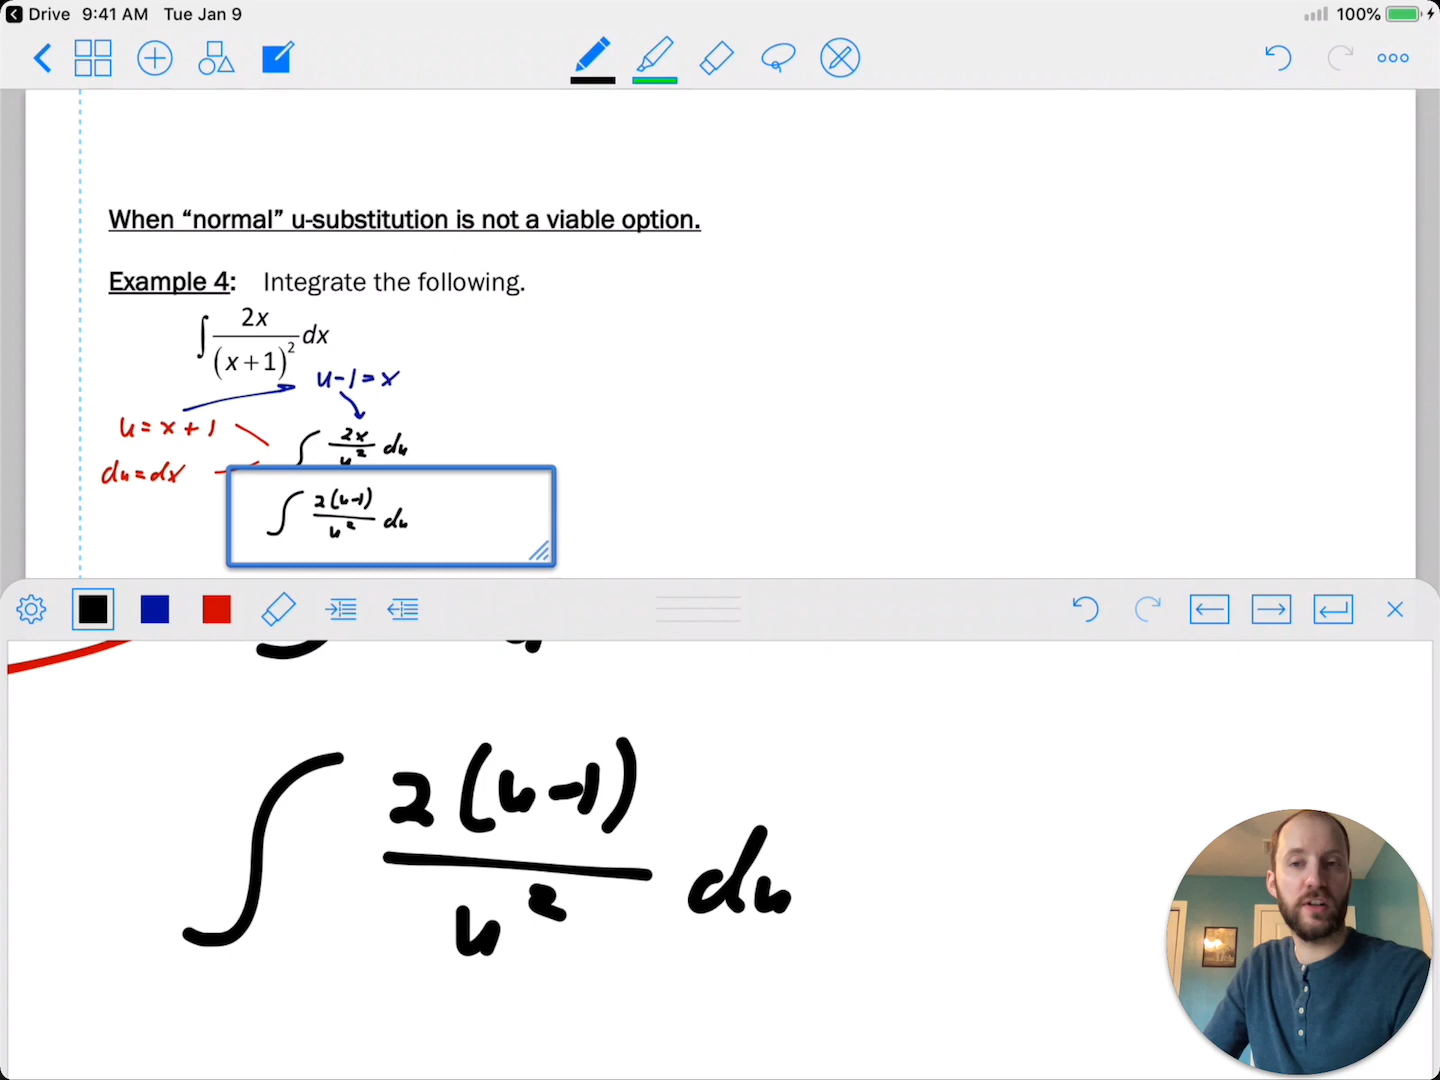 Drive 9:41 AM Tue Jan 9 100%
When “normal” u-substitution is not a viable option.
Example 4: Integrate the following.
∫ 2x/(x+1)² dx
u-1=x
u=x+1
∫ 2x/u² du
du=dx
∫ 2(u-1)/u² du
∫ 2(u-1)/u² du